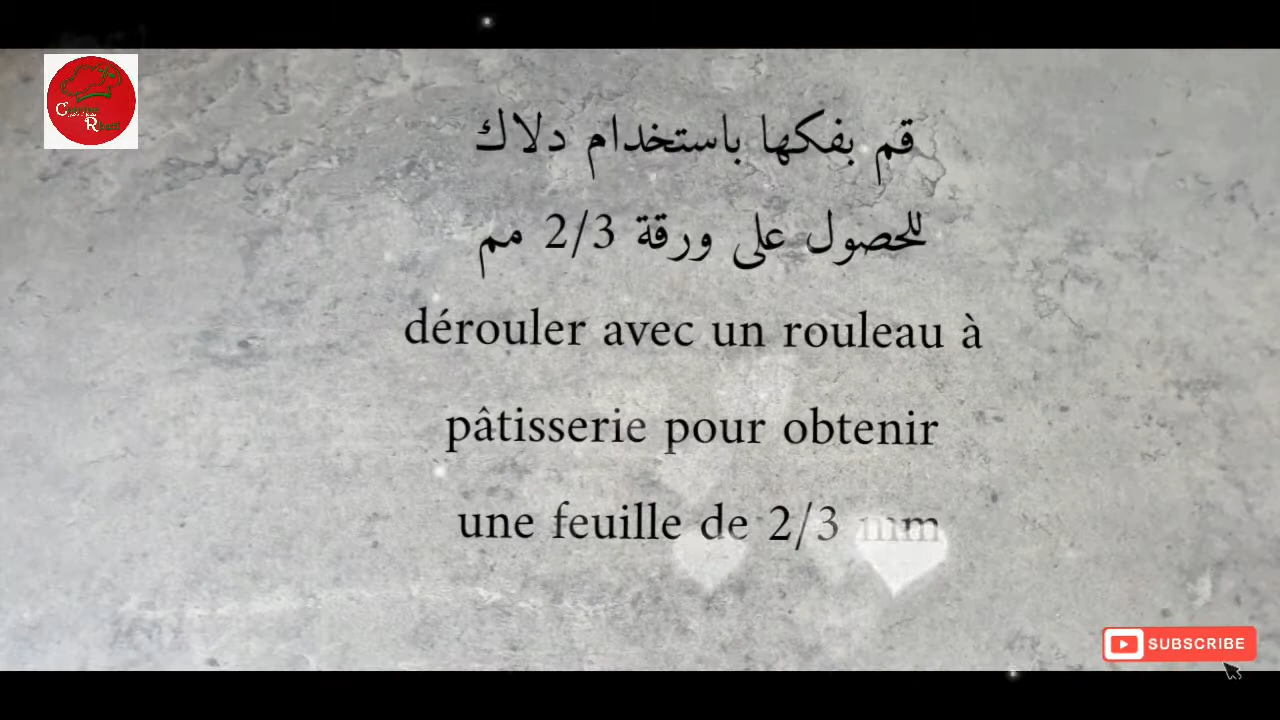 قم بفكها باستخدام دلاك
للحصول على ورقة 2/3 مم
dérouler avec un rouleau à
pâtisserie pour obtenir
une feuille de 2/3 mm
SUBSCRIBE